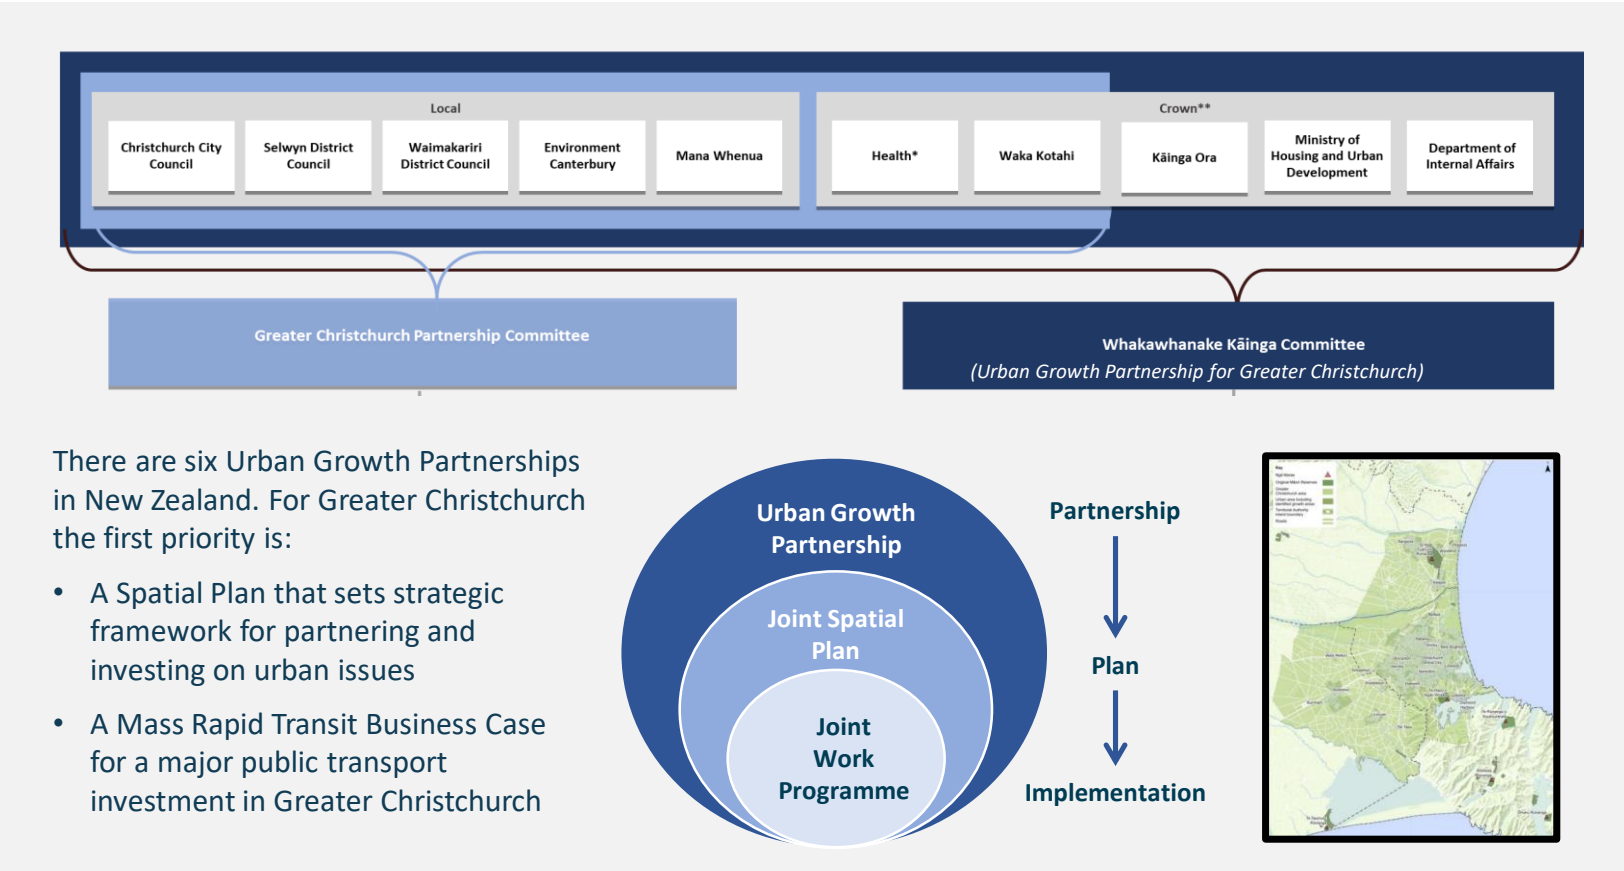 Local
Christchurch City
Council
Selwyn District
Council
Waimakariri
District Council
Environment
Canterbury
Mana Whenua
Crown**
Health*
Waka Kotahi
Kāinga Ora
Ministry of
Housing and Urban
Development
Department of
Internal Affairs
Greater Christchurch Partnership Committee
Whakawhanake Kāinga Committee
(Urban Growth Partnership for Greater Christchurch)
There are six Urban Growth Partnerships
in New Zealand. For Greater Christchurch
the first priority is:
• A Spatial Plan that sets strategic
framework for partnering and
investing on urban issues
• A Mass Rapid Transit Business Case
for a major public transport
investment in Greater Christchurch
Urban Growth
Partnership
Joint Spatial
Plan
Joint
Work
Programme
Partnership
Plan
Implementation